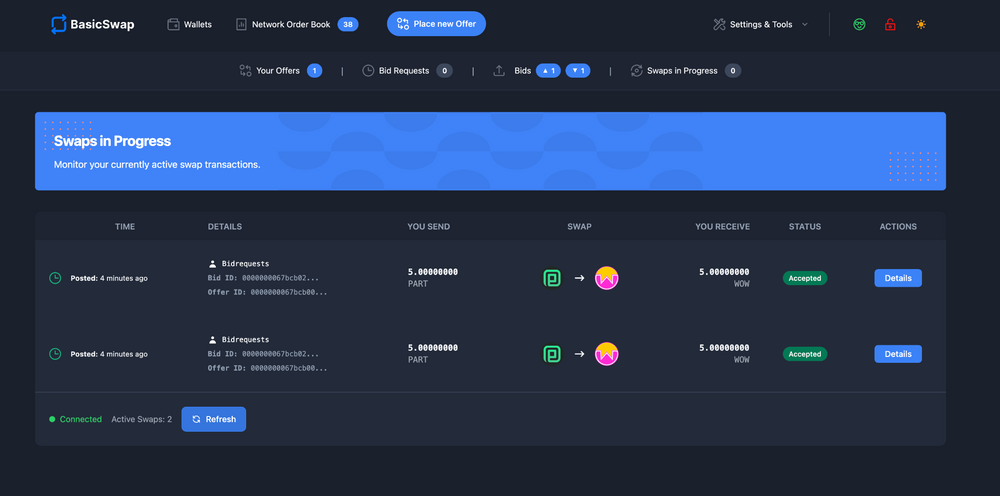 BasicSwap
Wallets
Network Order Book 38
Place new Offer
Settings & Tools
Your Offers 1 | Bid Requests 0 | Bids ▲ 1 ▼ 1 | Swaps in Progress 0
Swaps in Progress
Monitor your currently active swap transactions.
TIME DETAILS YOU SEND SWAP YOU RECEIVE STATUS ACTIONS
Bidrequests
Posted: 4 minutes ago Bid ID: 0000000067bcb02... 5.00000000 PART 5.00000000 WOW Accepted Details
Offer ID: 0000000067bcb00...
Bidrequests
Posted: 4 minutes ago Bid ID: 0000000067bcb02... 5.00000000 PART 5.00000000 WOW Accepted Details
Offer ID: 0000000067bcb00...
Connected Active Swaps: 2 Refresh